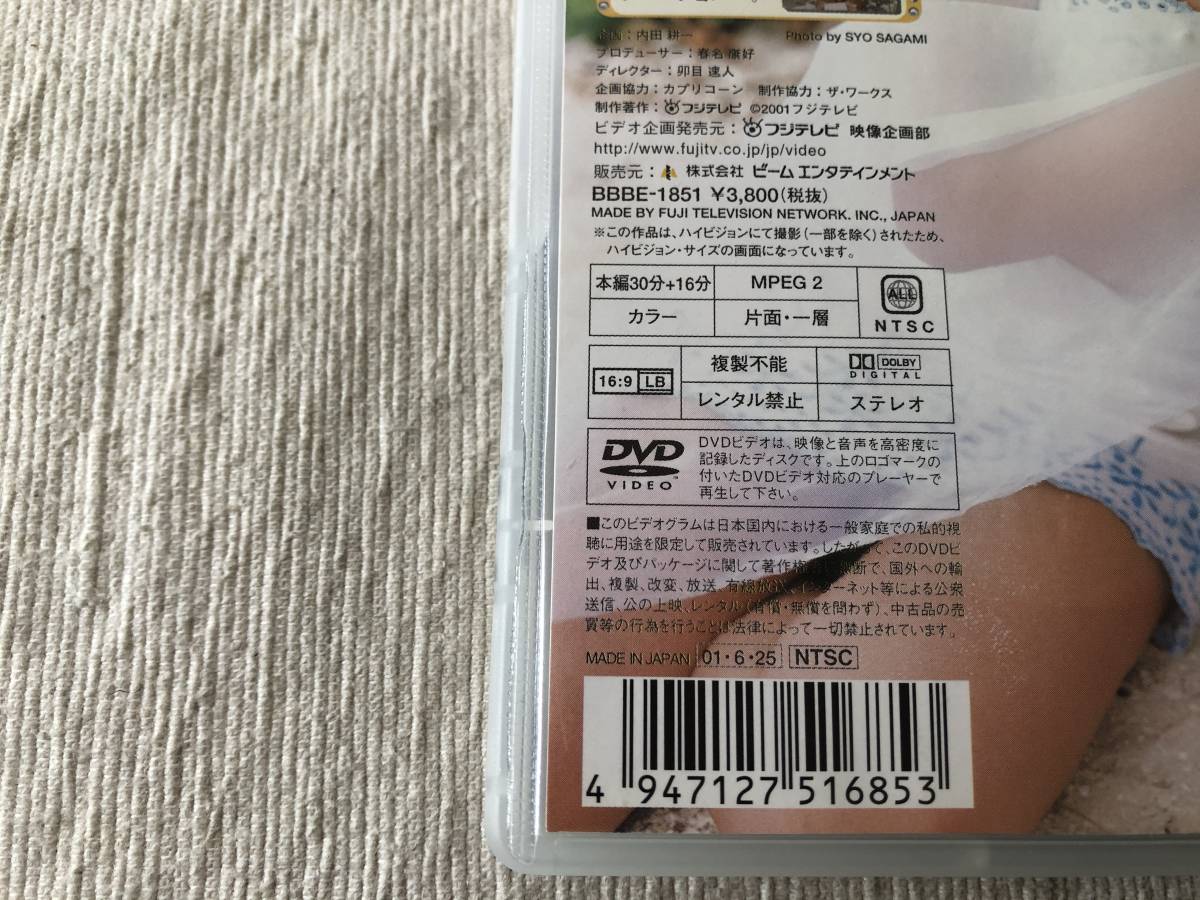 Photo by SYO SAGAMI
企画：内田 耕一
プロデューサー：春名 剛好
ディレクター：卯目 速人
企画協力：カプリコーン 制作協力：ザ・ワークス
制作著作：フジテレビ ©2001フジテレビ
ビデオ企画発売元：フジテレビ 映像企画部
http://www.fujitv.co.jp/jp/video
販売元：株式会社 ビームエンタテインメント
BBBE-1851 ¥3,800(税抜)
MADE BY FUJI TELEVISION NETWORK. INC., JAPAN
※この作品は、ハイビジョンにて撮影(一部を除く)されたため、
ハイビジョン・サイズの画面になっています。
本編30分+16分 MPEG 2 ALL
カラー 片面・一層 NTSC
16:9 LB 複製不能 DOLBY DIGITAL
レンタル禁止 ステレオ
DVD VIDEO
DVDビデオは、映像と音声を高密度に
記録したディスクです。上のロゴマークの
付いたDVDビデオ対応のプレーヤーで
再生して下さい。
■このビデオグラムは日本国内における一般家庭での私的視
聴に用途を限定して販売されています。したがって、このDVDビ
デオ及びパッケージに関して著作権者に無断で、国外への輸
出、複製、改変、放送、有線放送、インターネット等による公衆
送信、公の上映、レンタル(有償・無償を問わず)、中古品の売
買等の行為を行うことは法律によって一切禁止されています。
MADE IN JAPAN 01・6・25 NTSC
4 947127 516853